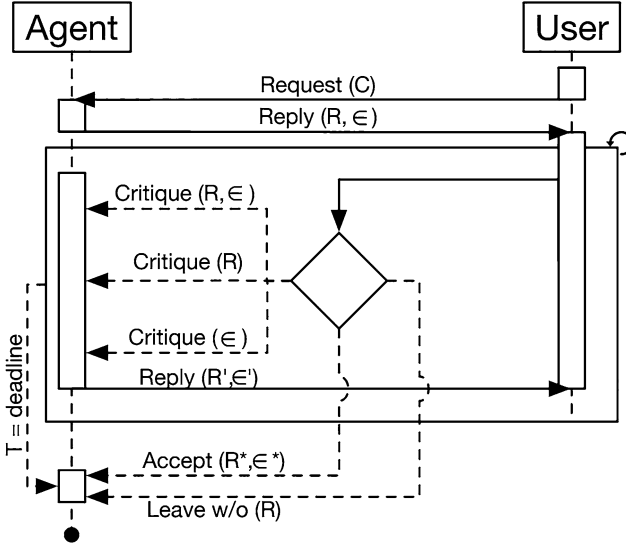 Agent
User
Request (C)
Reply (R, ∈)
Critique (R, ∈)
Critique (R)
Critique (∈)
Reply (R',∈')
T = deadline
Accept (R*,∈*)
Leave w/o (R)